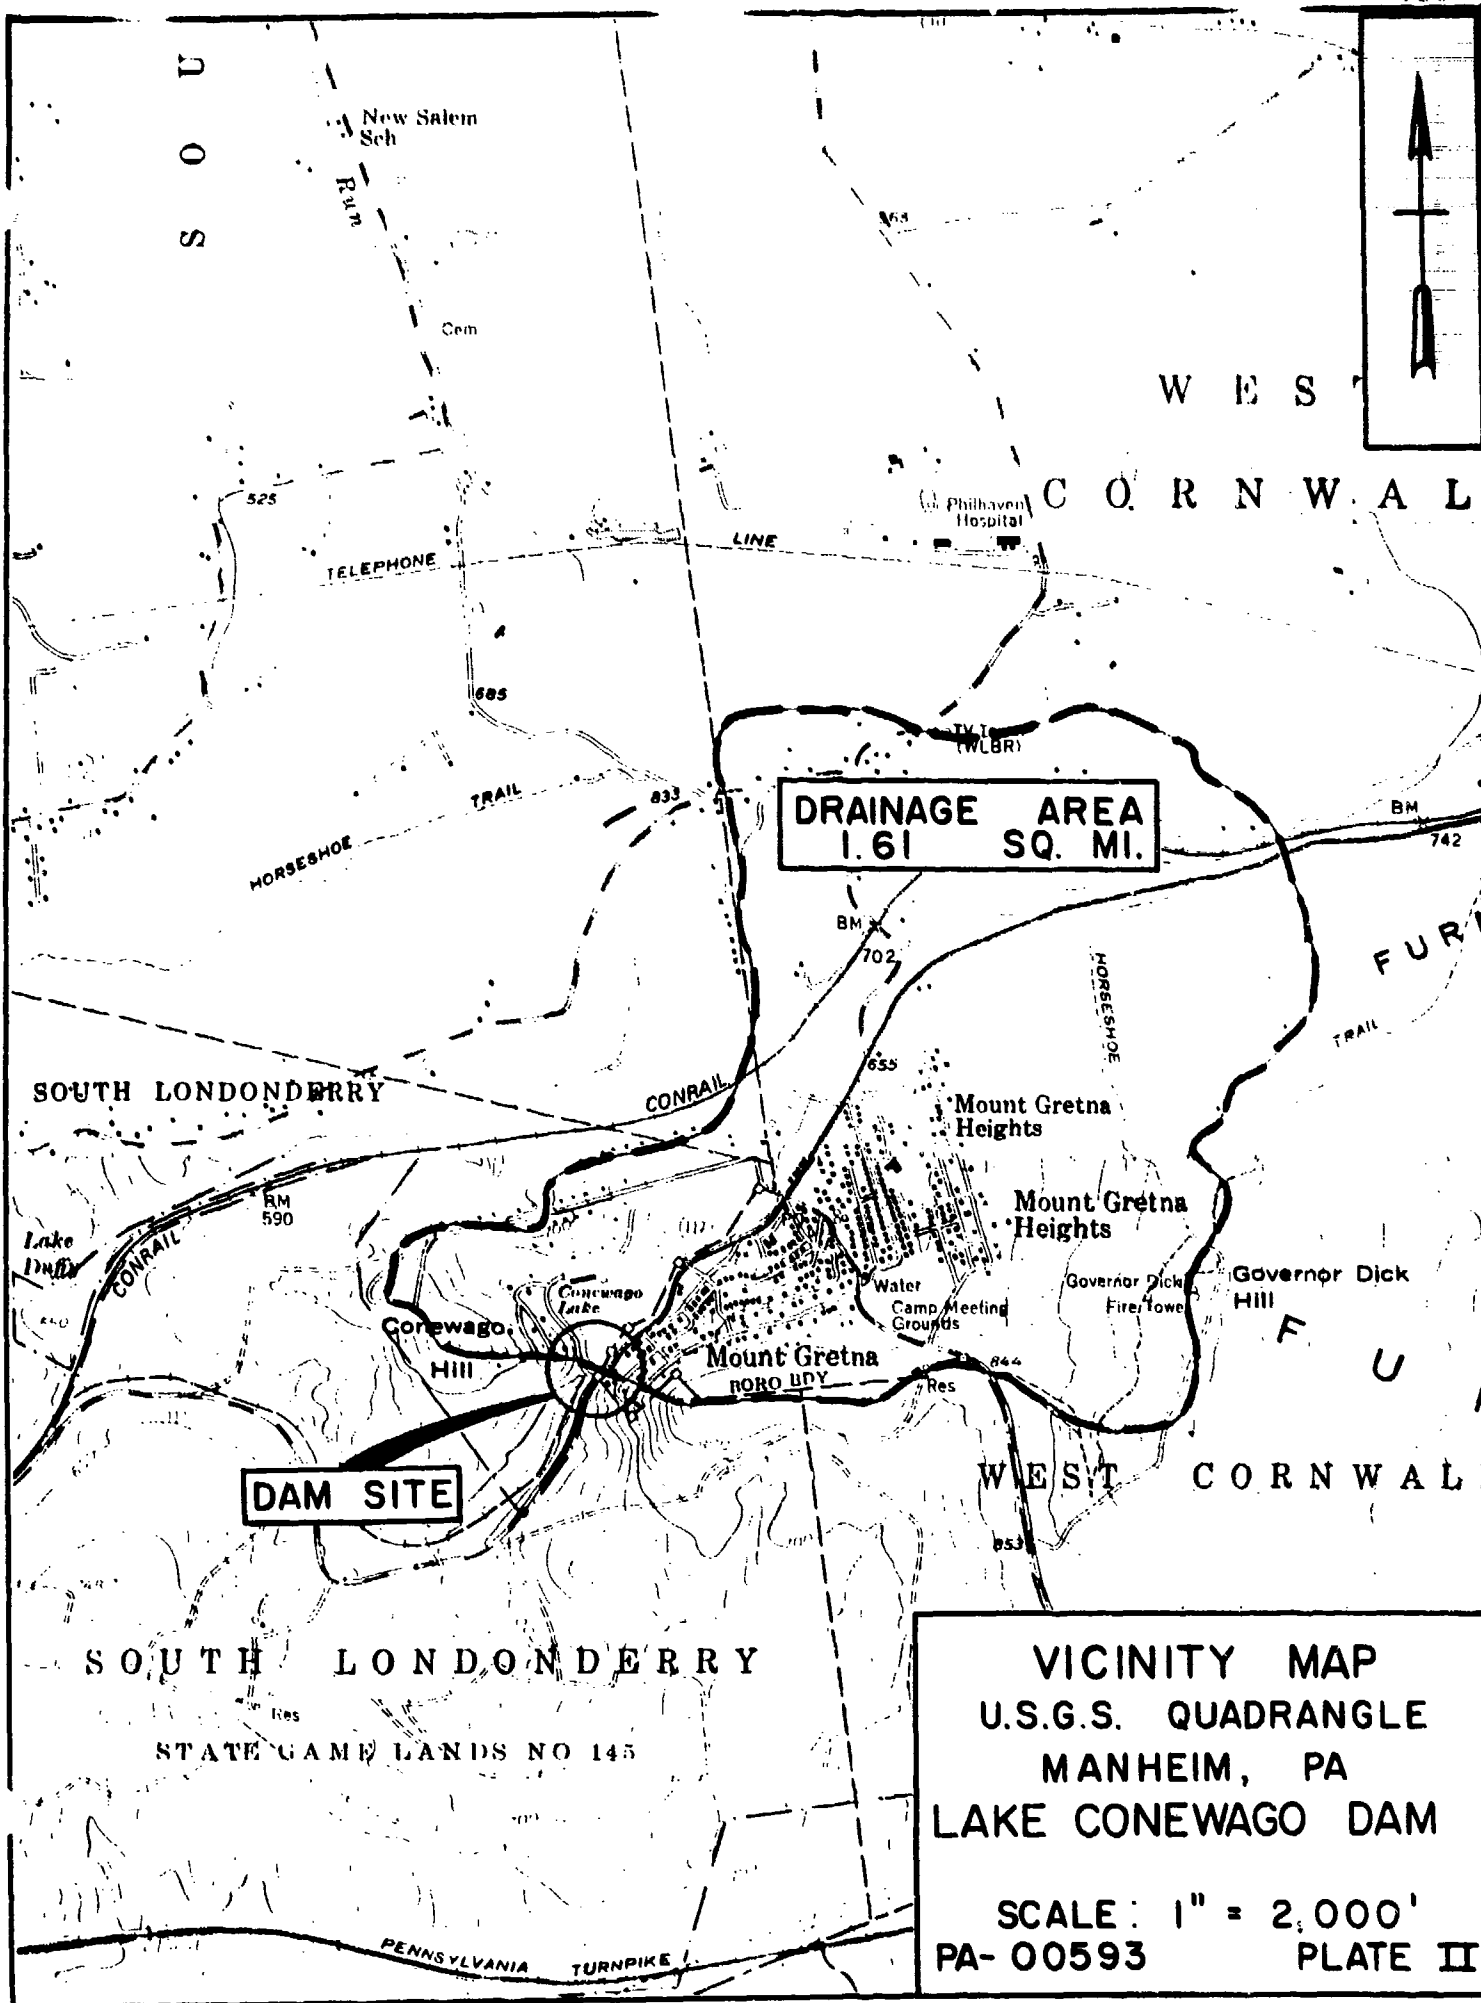 SOU
New Salem
Sch
Run
Cem
WEST
CORNWAL
525
Philhaven
Hospital
TELEPHONE LINE
685
(WLBR)
HORSESHOE TRAIL
833
DRAINAGE AREA
1.61 SQ. MI.
BM
742
BM
702
FUR
HORSESHOE
TRAIL
655
SOUTH LONDONDERRY
CONRAIL
Mount Gretna
Heights
Mount Gretna
Heights
BM
590
Lake
Duffy
CONRAIL
Conewago
Lake
Water
Camp Meeting
Grounds
Governor Dick
Fire Tower
Governor Dick
Hill
Conewago
Hill
F U
Mount Gretna
BORO BDY
Res
844
DAM SITE
WEST CORNWAL
853
SOUTH LONDONDERRY
Res
STATE GAME LANDS NO 145
PENNSYLVANIA TURNPIKE
VICINITY MAP
U.S.G.S. QUADRANGLE
MANHEIM, PA
LAKE CONEWAGO DAM
SCALE: 1" = 2,000'
PA-00593 PLATE II